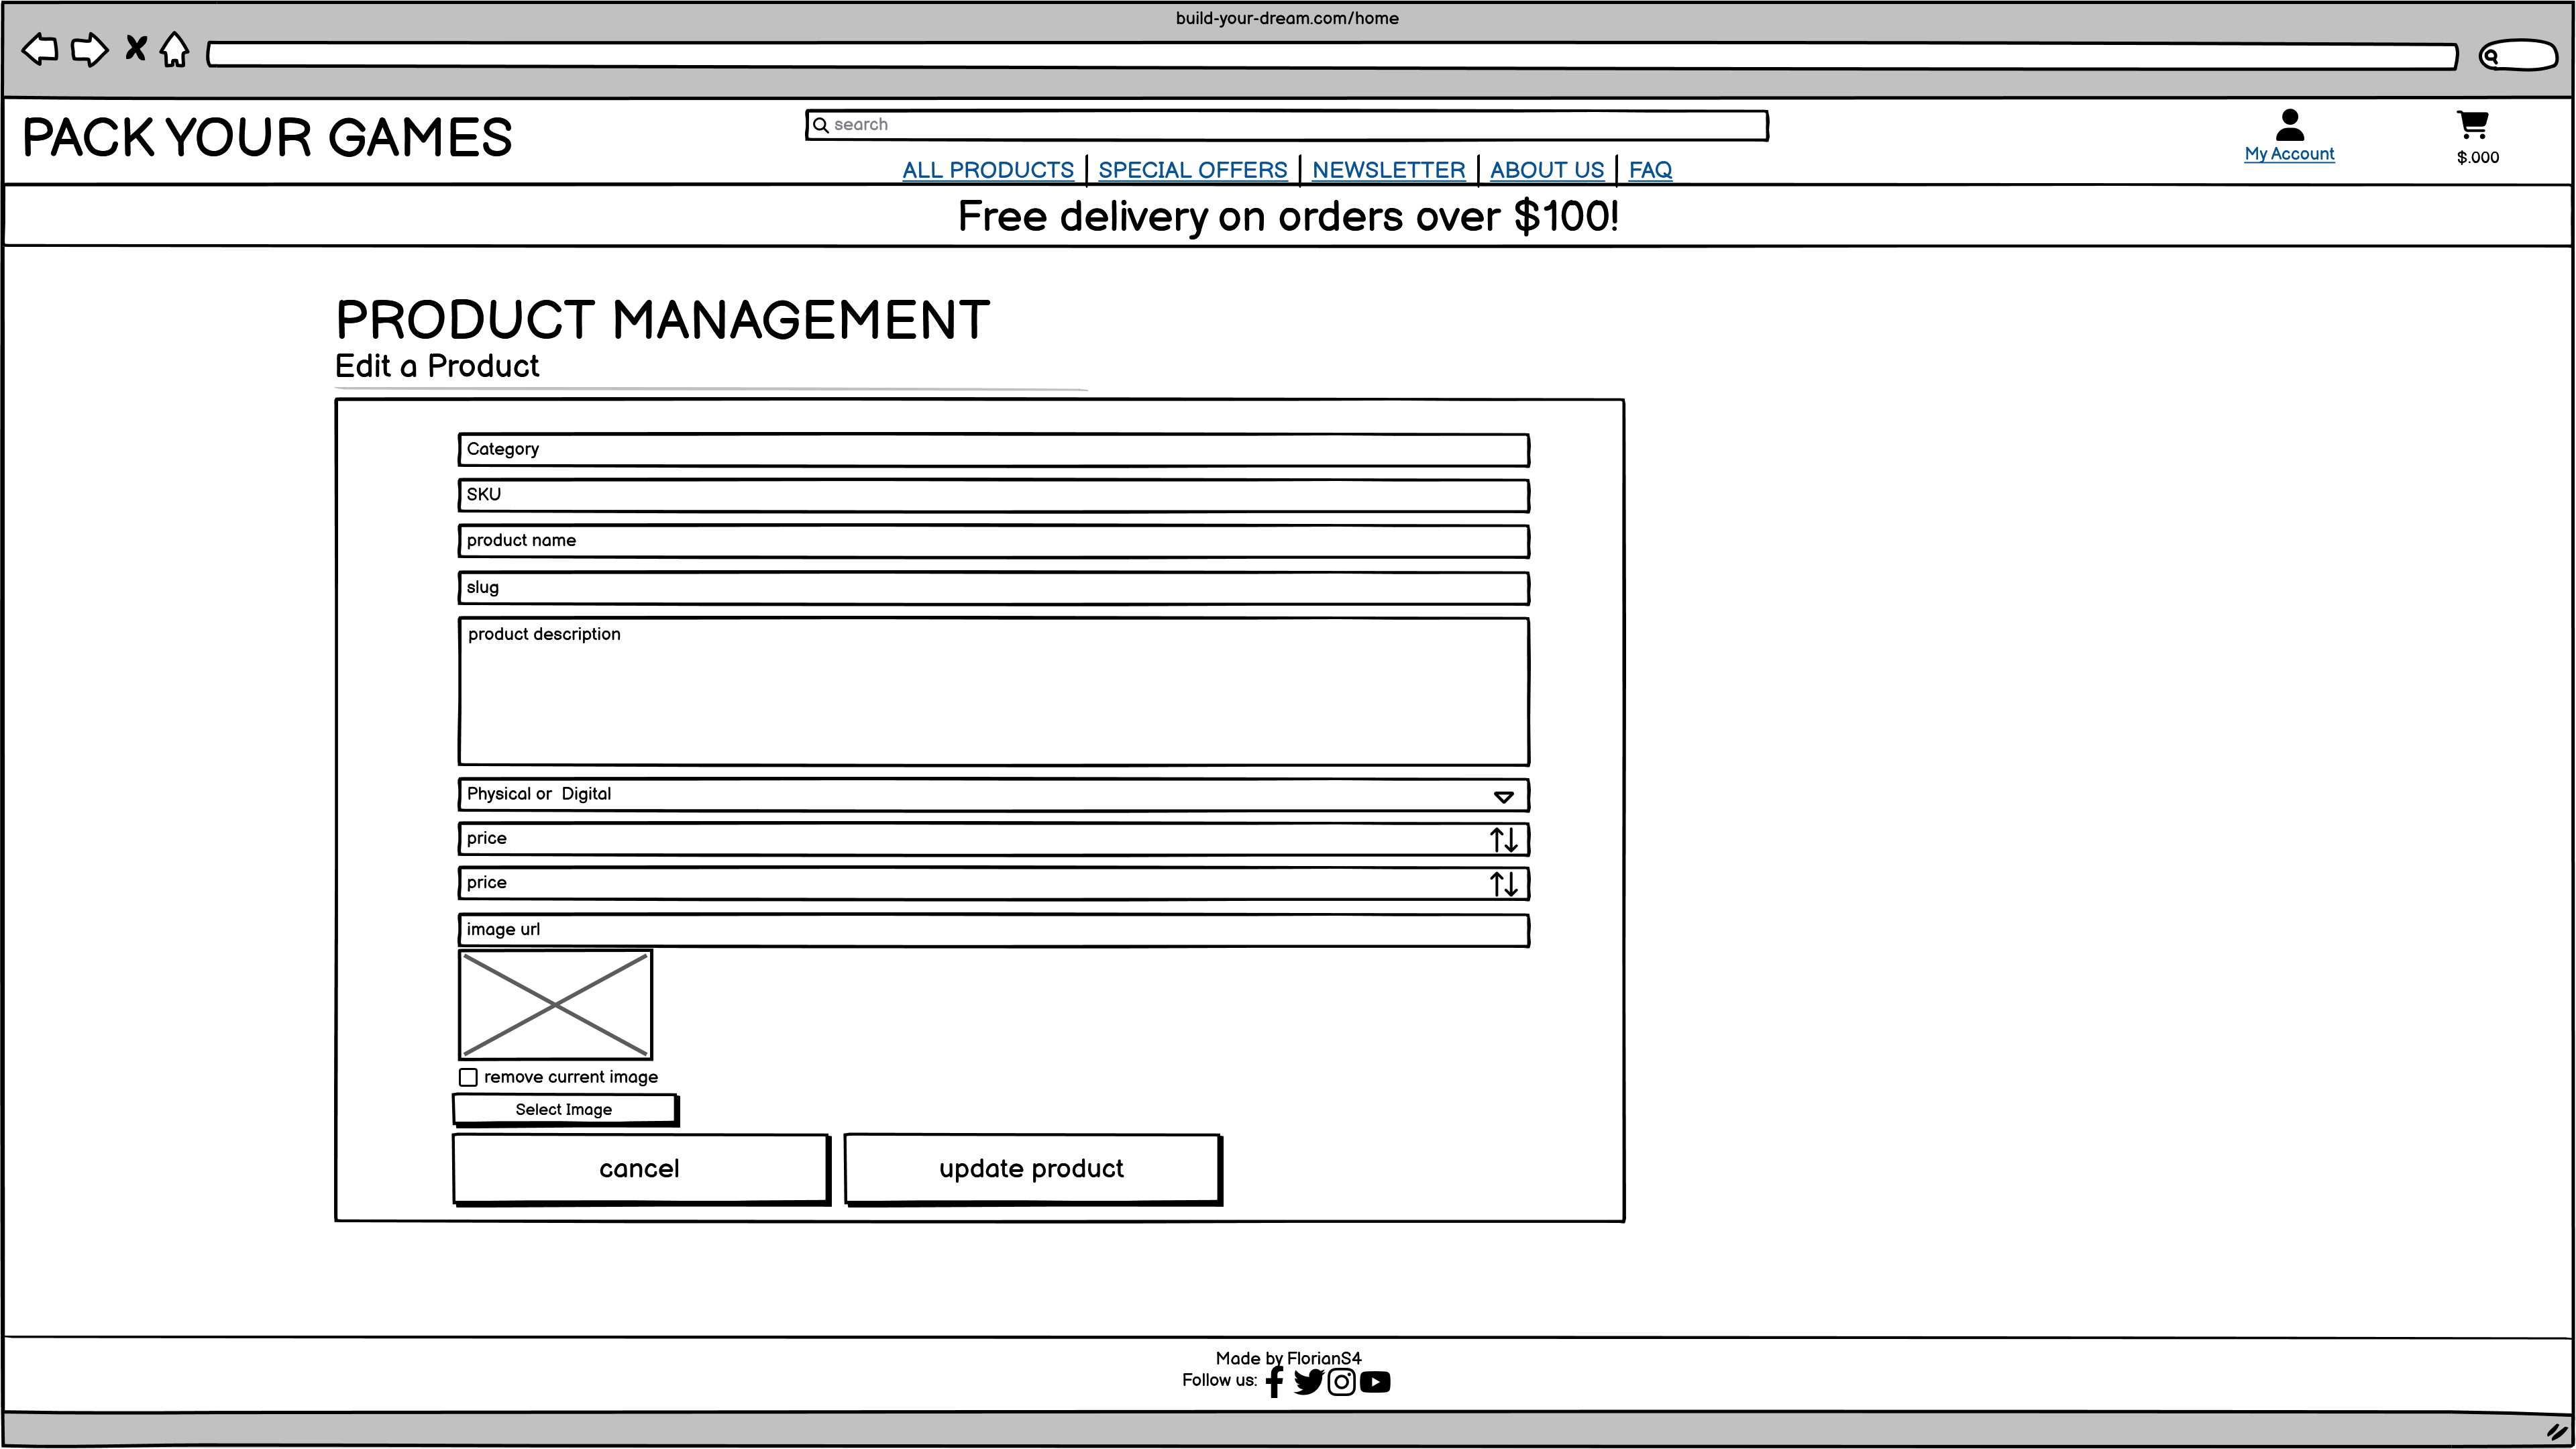 build-your-dream.com/home
PACK YOUR GAMES
search
My Account
$.000
ALL PRODUCTS | SPECIAL OFFERS | NEWSLETTER | ABOUT US | FAQ
Free delivery on orders over $100!
PRODUCT MANAGEMENT
Edit a Product
Category
SKU
product name
slug
product description
Physical or  Digital
price
price
image url
remove current image
Select Image
cancel
update product
Made by FlorianS4
Follow us: